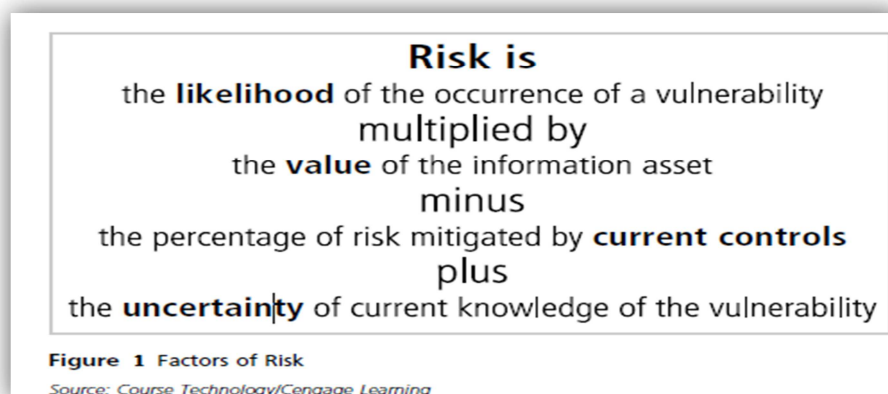 Risk is
the likelihood of the occurrence of a vulnerability
multiplied by
the value of the information asset
minus
the percentage of risk mitigated by current controls
plus
the uncertainty of current knowledge of the vulnerability
Figure 1 Factors of Risk
Source: Course Technology/Cengage Learning